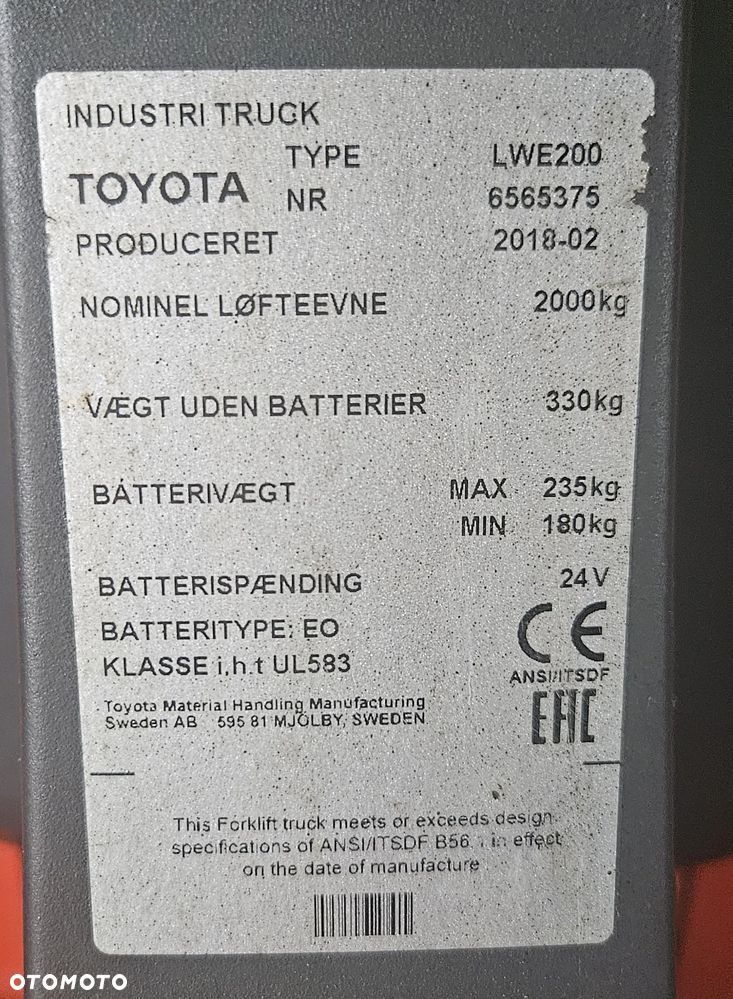 INDUSTRI TRUCK
TYPE LWE200
TOYOTA
NR 6565375
PRODUCERET 2018-02
NOMINEL LØFTEEVNE 2000kg
VÆGT UDEN BATTERIER 330kg
BATTERIVÆGT MAX 235kg
MIN 180kg
BATTERISPÆNDING 24V
BATTERITYPE: EO
KLASSE i,h.t UL583
CE
ANSI/ITSDF
Toyota Material Handling Manufacturing
Sweden AB 595 81 MJÖLBY, SWEDEN
EAC
This Forklift truck meets or exceeds design
specifications of ANSI/ITSDF B56. in effect
on the date of manufacture
OTOMOTO